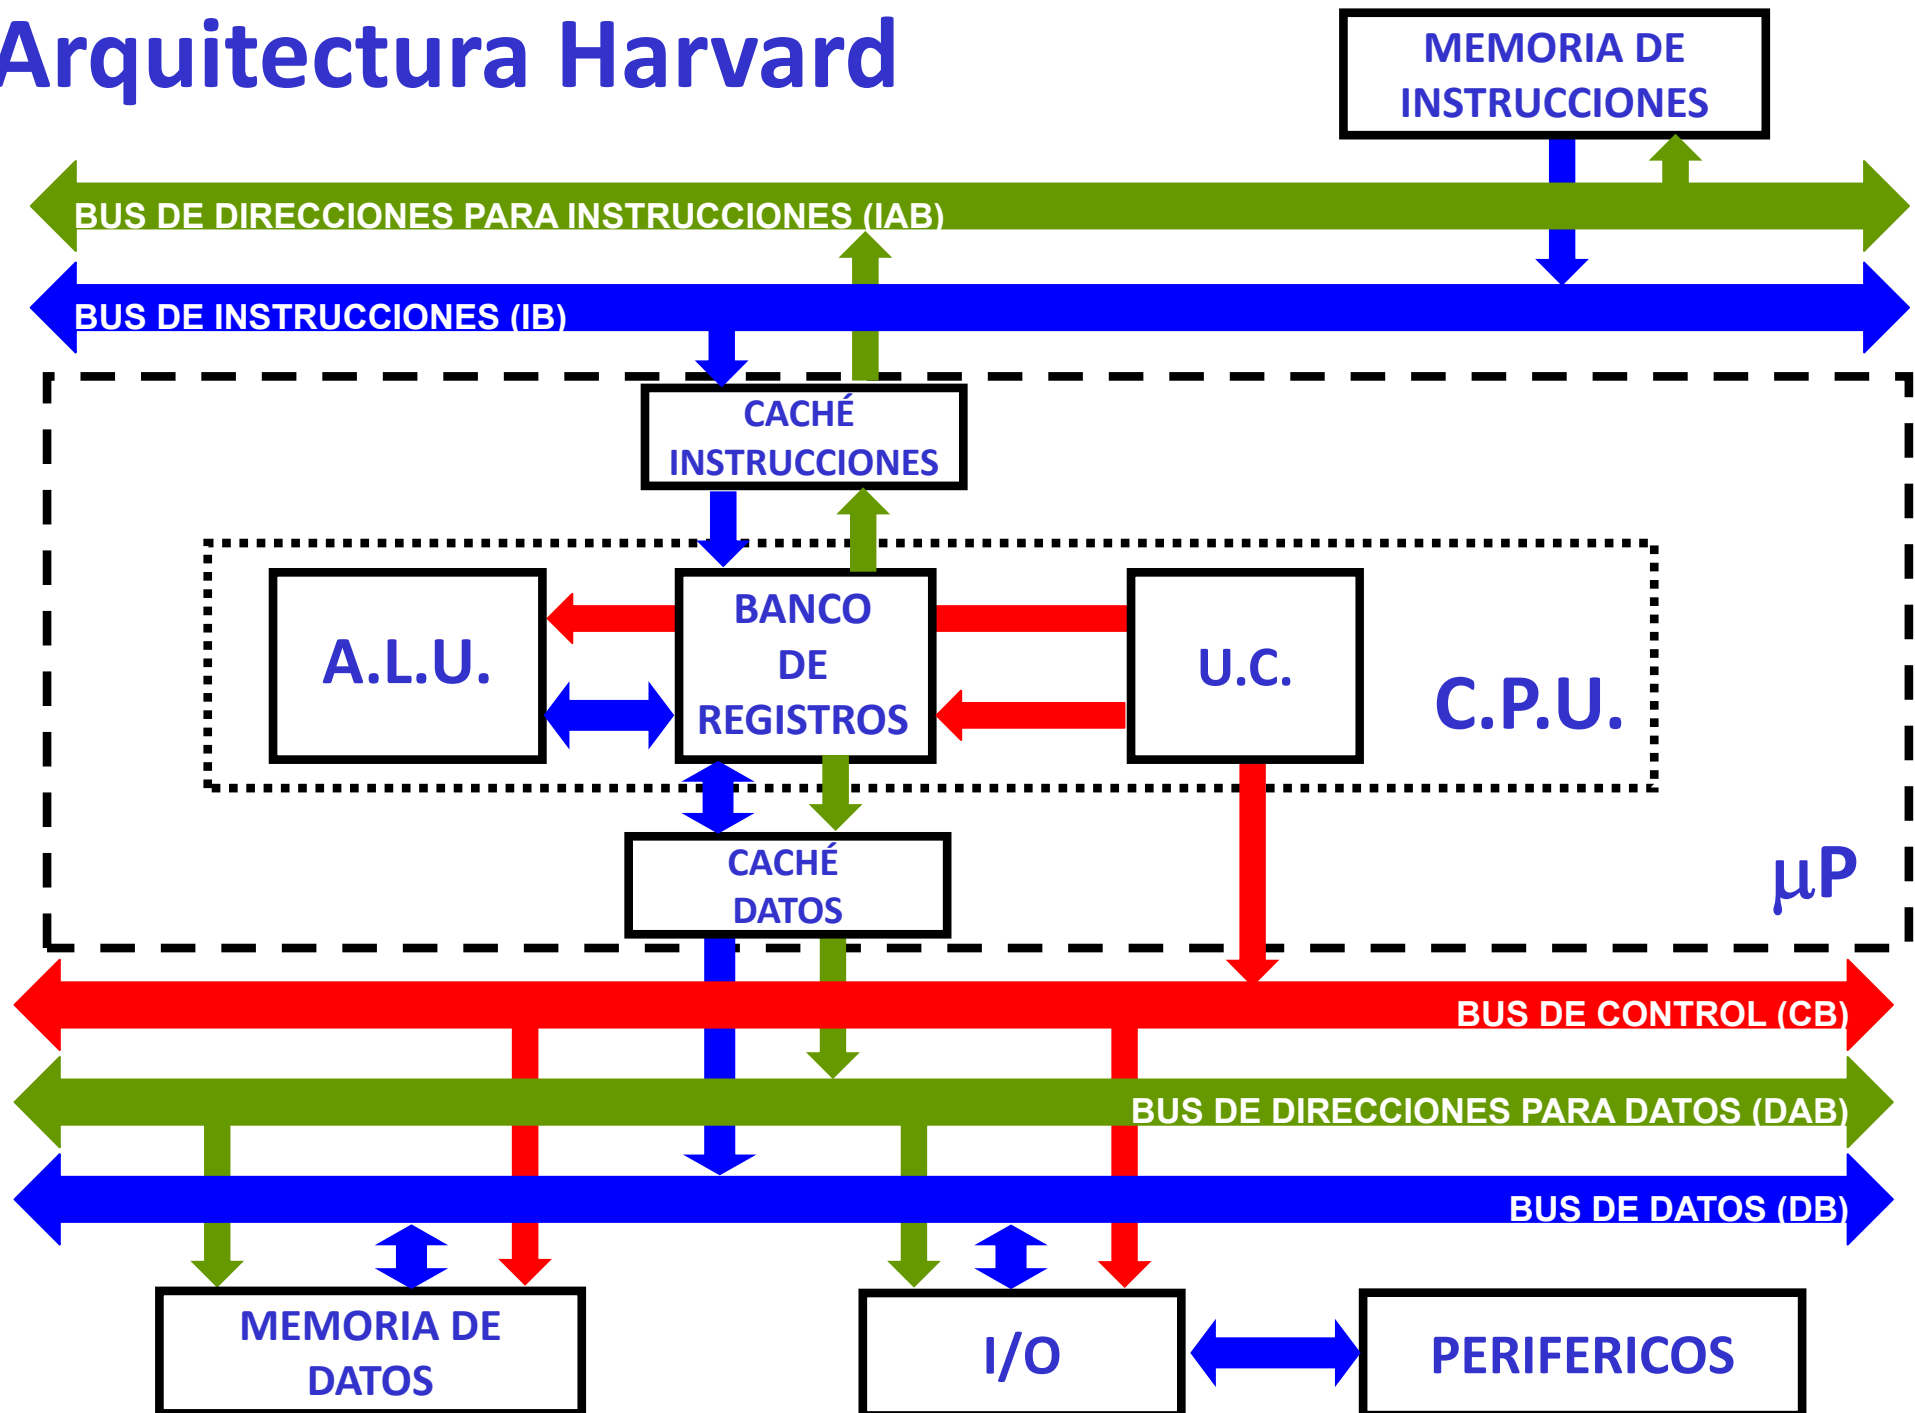 Arquitectura Harvard
MEMORIA DE
INSTRUCCIONES
BUS DE DIRECCIONES PARA INSTRUCCIONES (IAB)
BUS DE INSTRUCCIONES (IB)
CACHÉ
INSTRUCCIONES
A.L.U.
BANCO
DE
REGISTROS
U.C.
C.P.U.
CACHÉ
DATOS
μP
BUS DE CONTROL (CB)
BUS DE DIRECCIONES PARA DATOS (DAB)
BUS DE DATOS (DB)
MEMORIA DE
DATOS
I/O
PERIFERICOS